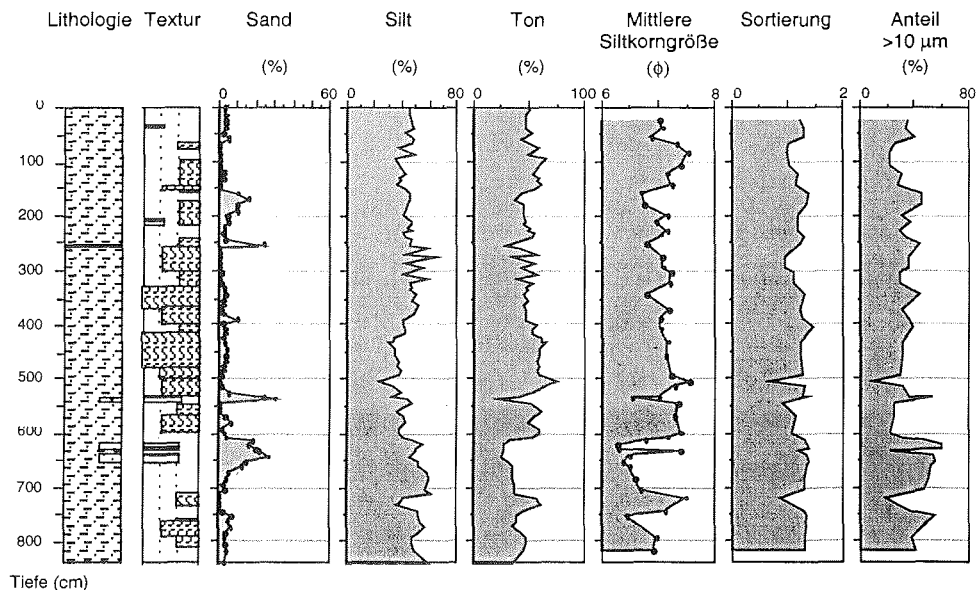 Lithologie Textur Sand Silt Ton Mittlere Siltkorngröße Sortierung Anteil >10 µm
(%) (%) (%) (ϕ) (%)
0 60 0 80 0 100 6 8 0 2 0 80
0
100
200
300
400
500
600
700
800
Tiefe (cm)